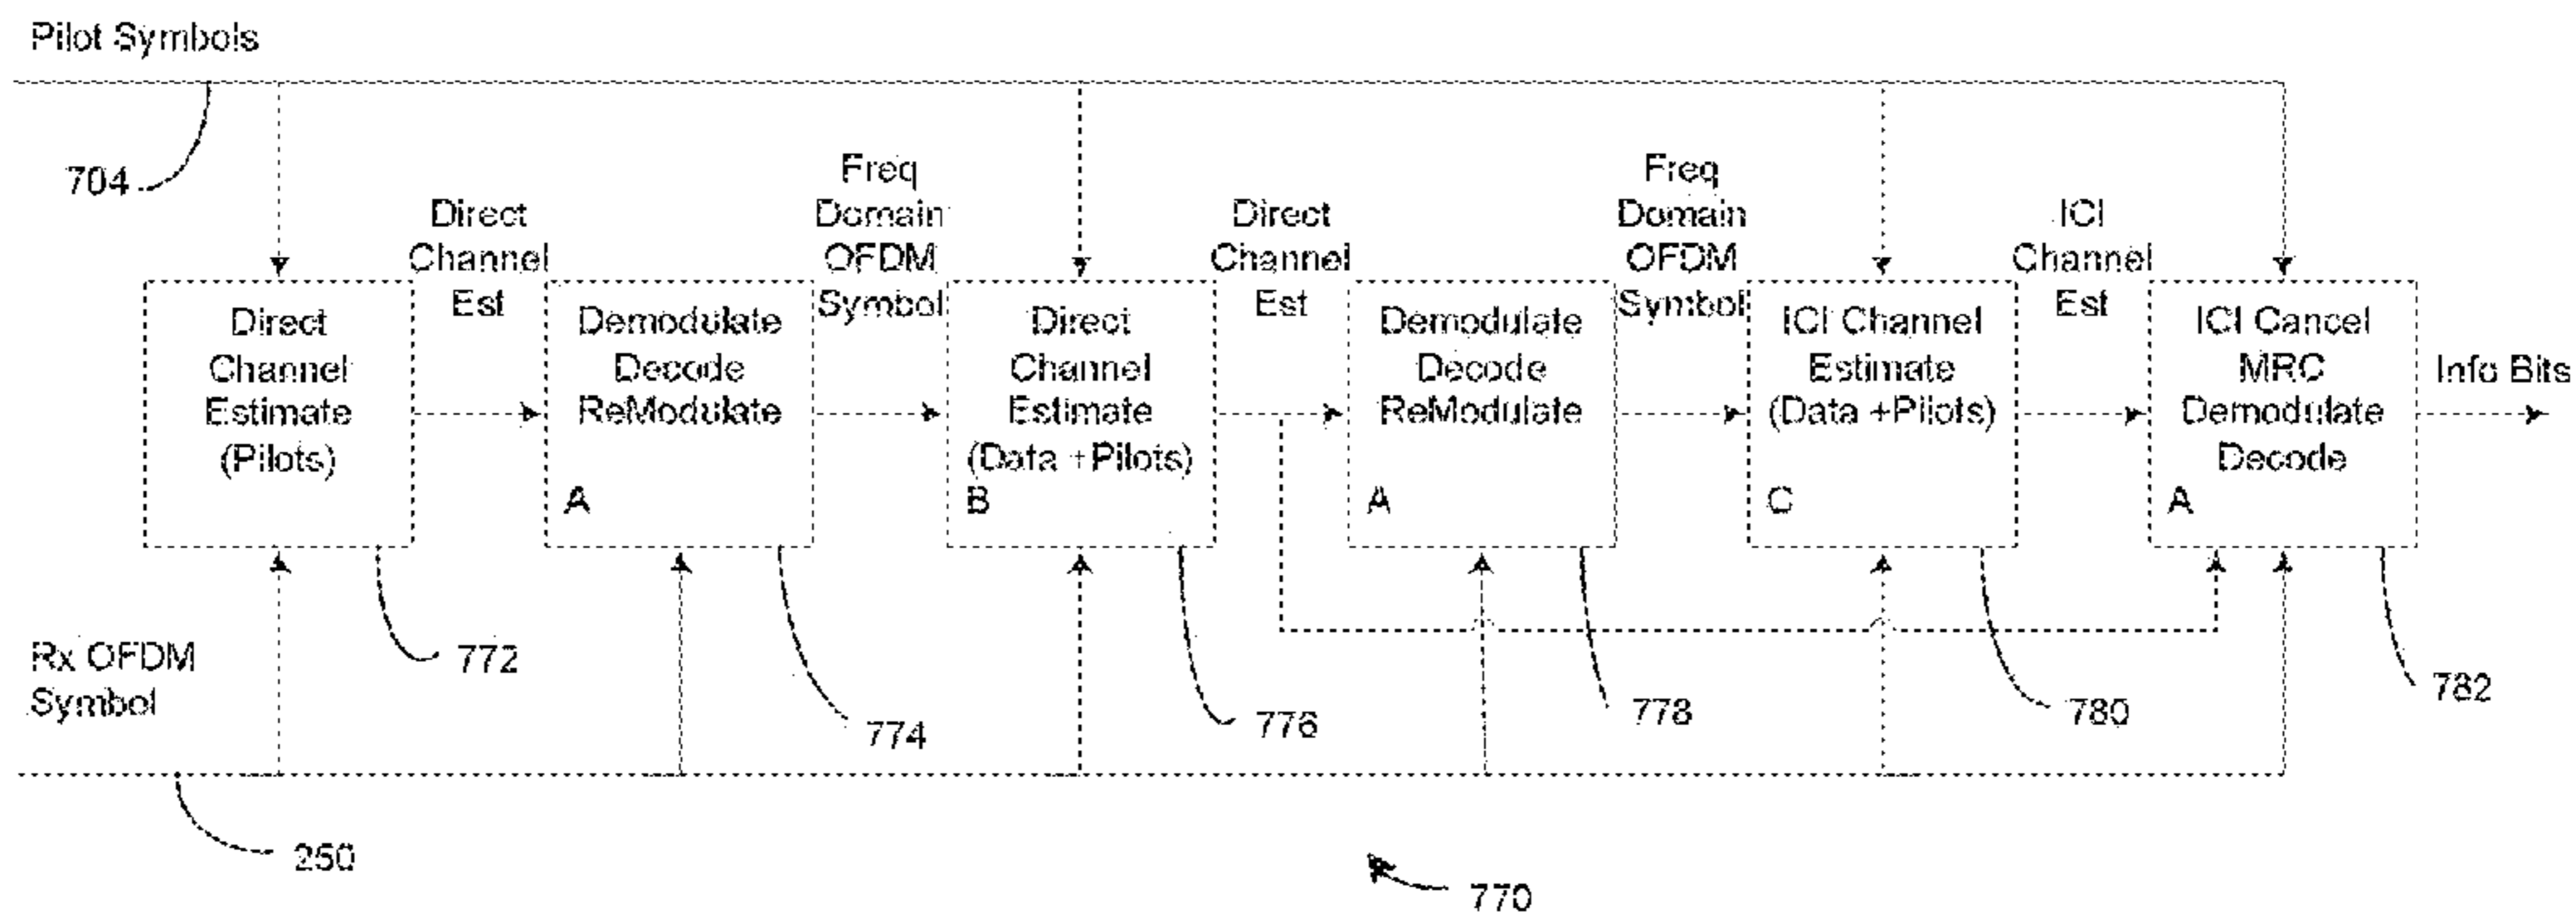 Pilot Symbols
704
Direct
Channel
Est
Freq
Domain
OFDM
Symbol
Direct
Channel
Est
Freq
Domain
OFDM
Symbol
ICI
Channel
Est
Direct
Channel
Estimate
(Pilots)
Demodulate
Decode
ReModulate
A
Direct
Channel
Estimate
(Data +Pilots)
B
Demodulate
Decode
ReModulate
A
ICI Channel
Estimate
(Data +Pilots)
C
ICI Cancel
MRC
Demodulate
Decode
A
Info Bits
Rx OFDM
Symbol
772
774
776
778
780
782
250
770